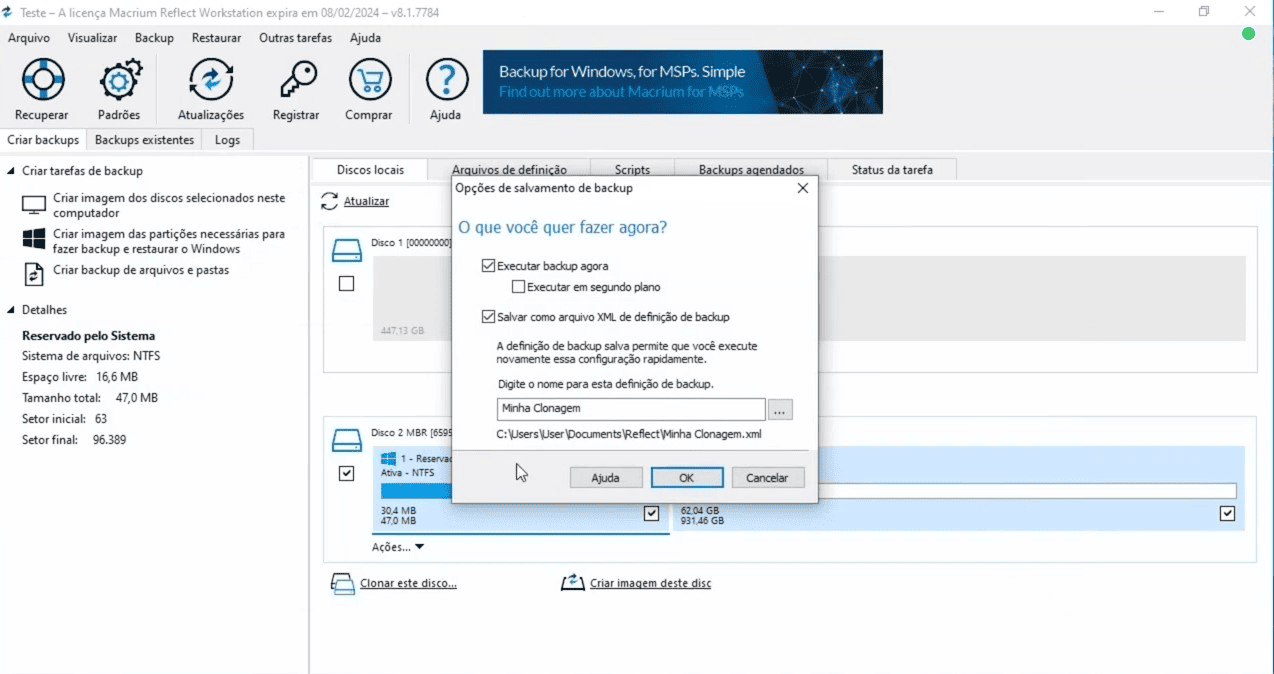 Teste – A licença Macrium Reflect Workstation expira em 08/02/2024 – v8.1.7784
Arquivo Visualizar Backup Restaurar Outras tarefas Ajuda
Recuperar Padrões Atualizações Registrar Comprar Ajuda
Backup for Windows, for MSPs. Simple
Find out more about Macrium for MSPs
Criar backups Backups existentes Logs
Criar tarefas de backup
Criar imagem dos discos selecionados neste
computador
Criar imagem das partições necessárias para
fazer backup e restaurar o Windows
Criar backup de arquivos e pastas
Detalhes
Reservado pelo Sistema
Sistema de arquivos: NTFS
Espaço livre: 16,6 MB
Tamanho total: 47,0 MB
Setor inicial: 63
Setor final: 96.389
Discos locais Arquivos de definição Scripts Backups agendados Status da tarefa
Atualizar
Disco 1 [00000000]
447,13 GB
Opções de salvamento de backup
O que você quer fazer agora?
Executar backup agora
Executar em segundo plano
Salvar como arquivo XML de definição de backup
A definição de backup salva permite que você execute
novamente essa configuração rapidamente.
Digite o nome para esta definição de backup.
Minha Clonagem
...
C:\Users\User\Documents\Reflect\Minha Clonagem.xml
Ajuda OK Cancelar
Disco 2 MBR [6595
1 - Reservad
Ativa - NTFS
30,4 MB
47,0 MB
62,04 GB
931,46 GB
Ações...
Clonar este disco...
Criar imagem deste disc